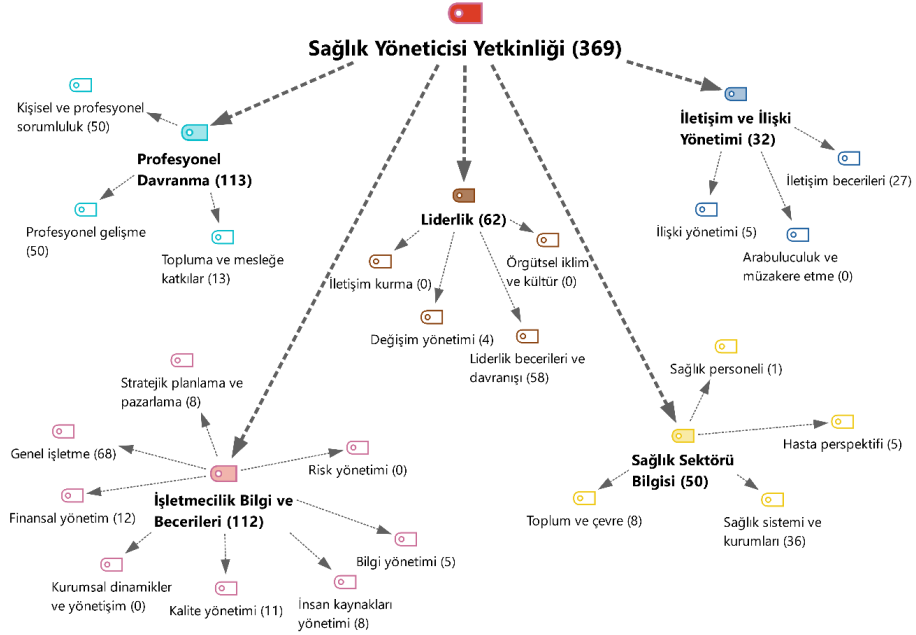 Sağlık Yöneticisi Yetkinliği (369)
Kişisel ve profesyonel
sorumluluk (50)
Profesyonel
Davranma (113)
Profesyonel gelişme
(50)
Topluma ve mesleğe
katkılar (13)
Liderlik (62)
İletişim kurma (0)
Örgütsel iklim
ve kültür (0)
Değişim yönetimi (4)
Liderlik becerileri ve
davranışı (58)
İletişim ve İlişki
Yönetimi (32)
İletişim becerileri (27)
İlişki yönetimi (5)
Arabuluculuk ve
müzakere etme (0)
Stratejik planlama ve
pazarlama (8)
Genel işletme (68)
Risk yönetimi (0)
İşletmecilik Bilgi ve
Becerileri (112)
Finansal yönetim (12)
Bilgi yönetimi (5)
Kurumsal dinamikler
ve yönetişim (0)
Kalite yönetimi (11)
İnsan kaynakları
yönetimi (8)
Sağlık personeli (1)
Hasta perspektifi (5)
Sağlık Sektörü
Bilgisi (50)
Toplum ve çevre (8)
Sağlık sistemi ve
kurumları (36)